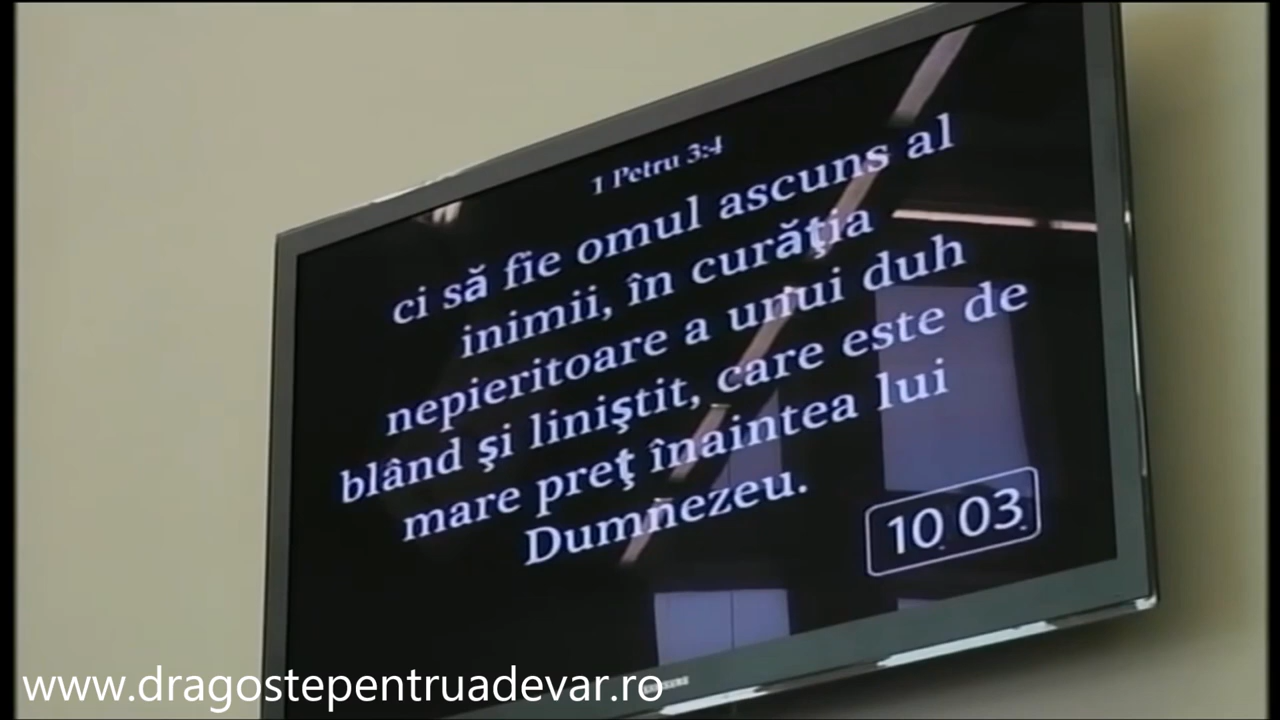 1 Petru 3:4
ci să fie omul ascuns al
inimii, în curăţia
nepieritoare a unui duh
blând şi liniştit, care este de
mare preţ înaintea lui
Dumnezeu.
10 03
www.dragostepentruadevar.ro
SAMSUNG